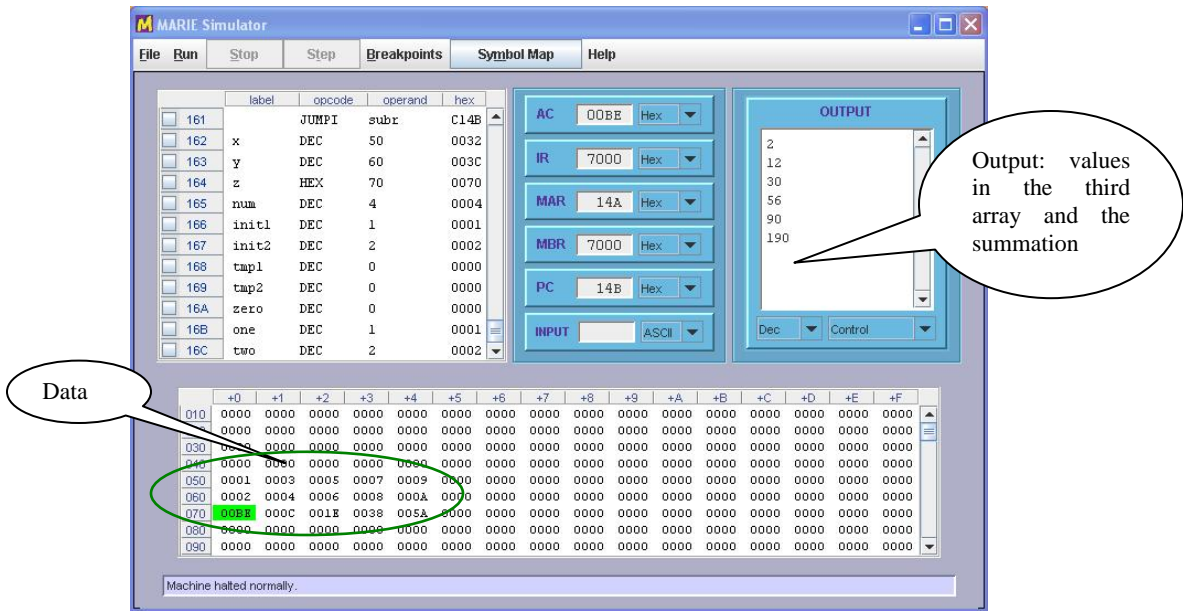 MARIE Simulator
File Run Stop Step Breakpoints Symbol Map Help
label opcode operand hex
161 JUMPI subr C14B
162 x DEC 50 0032
163 y DEC 60 003C
164 z HEX 70 0070
165 num DEC 4 0004
166 init1 DEC 1 0001
167 init2 DEC 2 0002
168 tmp1 DEC 0 0000
169 tmp2 DEC 0 0000
16A zero DEC 0 0000
16B one DEC 1 0001
16C two DEC 2 0002
AC 00BE Hex
IR 7000 Hex
MAR 14A Hex
MBR 7000 Hex
PC 14B Hex
INPUT ASCII
OUTPUT
2
12
30
56
90
190
Dec Control
Output: values
in the third
array and the
summation
Data
+0 +1 +2 +3 +4 +5 +6 +7 +8 +9 +A +B +C +D +E +F
010 0000 0000 0000 0000 0000 0000 0000 0000 0000 0000 0000 0000 0000 0000 0000 0000
0000 0000 0000 0000 0000 0000 0000 0000 0000 0000 0000 0000 0000 0000 0000 0000
030 0000 0000 0000 0000 0000 0000 0000 0000 0000 0000 0000 0000 0000 0000 0000 0000
040 0000 0000 0000 0000 0000 0000 0000 0000 0000 0000 0000 0000 0000 0000 0000 0000
050 0001 0003 0005 0007 0009 0000 0000 0000 0000 0000 0000 0000 0000 0000 0000 0000
060 0002 0004 0006 0008 000A 0000 0000 0000 0000 0000 0000 0000 0000 0000 0000 0000
070 00BE 000C 001E 0038 005A 0000 0000 0000 0000 0000 0000 0000 0000 0000 0000 0000
080 0000 0000 0000 0000 0000 0000 0000 0000 0000 0000 0000 0000 0000 0000 0000 0000
090 0000 0000 0000 0000 0000 0000 0000 0000 0000 0000 0000 0000 0000 0000 0000 0000
Machine halted normally.